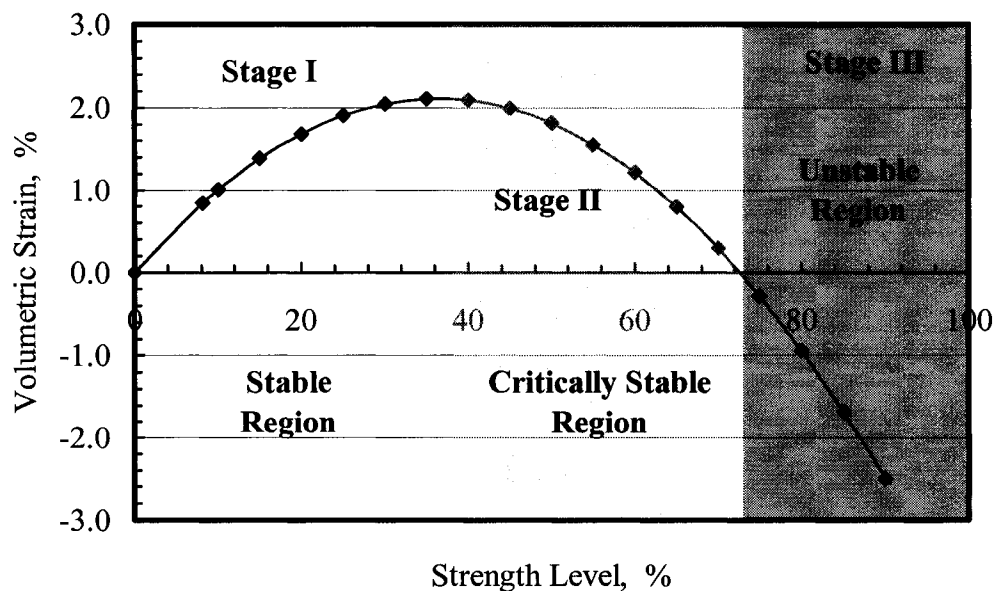 3.0
Stage I
Stage III
2.0
Unstable
Region
1.0
Stage II
0.0
0
20
40
60
80
100
-1.0
Stable
Region
Critically Stable
Region
-2.0
-3.0
Volumetric Strain, %
Strength Level, %